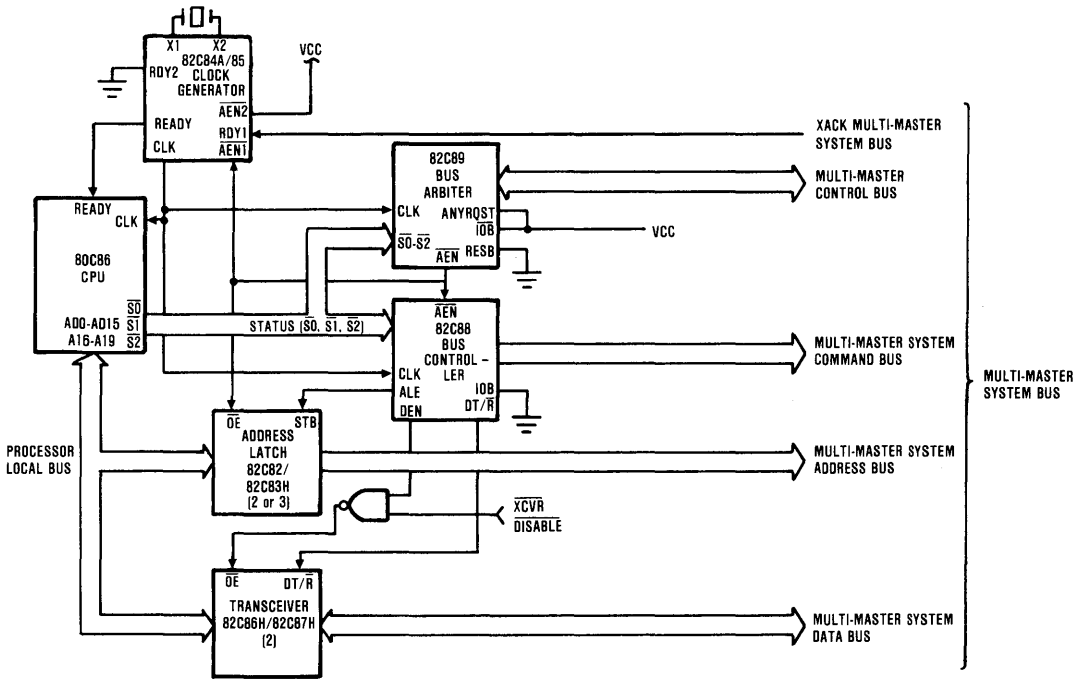 X1 X2
82C84A/85
CLOCK
GENERATOR
RDY2
AEN2
READY
RDY1
CLK
AEN1
VCC
XACK MULTI-MASTER
SYSTEM BUS
82C89
BUS
ARBITER
CLK
ANYRQST
IOB
S0-S2
RESB
AEN
MULTI-MASTER
CONTROL BUS
VCC
READY
CLK
80C86
CPU
S0
AD0-AD15 S1
A16-A19 S2
STATUS (S0, S1, S2)
AEN
82C88
BUS
CONTROL-
LER
CLK
ALE
IOB
DEN
DT/R
MULTI-MASTER SYSTEM
COMMAND BUS
MULTI-MASTER
SYSTEM BUS
PROCESSOR
LOCAL BUS
OE STB
ADDRESS
LATCH
82C82/
82C83H
(2 or 3)
MULTI-MASTER SYSTEM
ADDRESS BUS
XCVR
DISABLE
OE DT/R
TRANSCEIVER
82C86H/82C87H
(2)
MULTI-MASTER SYSTEM
DATA BUS